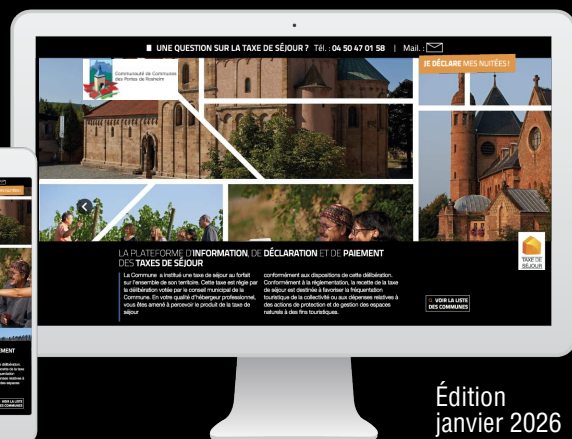 UNE QUESTION SUR LA TAXE DE SÉJOUR ? Tél. : 04 50 47 01 58 | Mail. :
JE DÉCLARE MES NUITÉES !
Communauté de Communes
des Portes de Rosheim
LA PLATEFORME D'INFORMATION, DE DÉCLARATION ET DE PAIEMENT
DES TAXES DE SÉJOUR
La Commune a institué une taxe de séjour au forfait
sur l'ensemble de son territoire. Cette taxe est régie par
la délibération votée par le conseil municipal de la
Commune. En votre qualité d'hébergeur professionnel,
vous êtes amené à percevoir le produit de la taxe de
séjour
conformément aux dispositions de cette délibération.
Conformément à la réglementation, la recette de la taxe
de séjour est destinée à favoriser la fréquentation
touristique de la collectivité ou aux dépenses relatives à
des actions de protection et de gestion des espaces
naturels à des fins touristiques.
TAXE DE
SÉJOUR
VOIR LA LISTE
DES COMMUNES
EMENT
VOIR LA LISTE
DES COMMUNES
Édition
janvier 2026